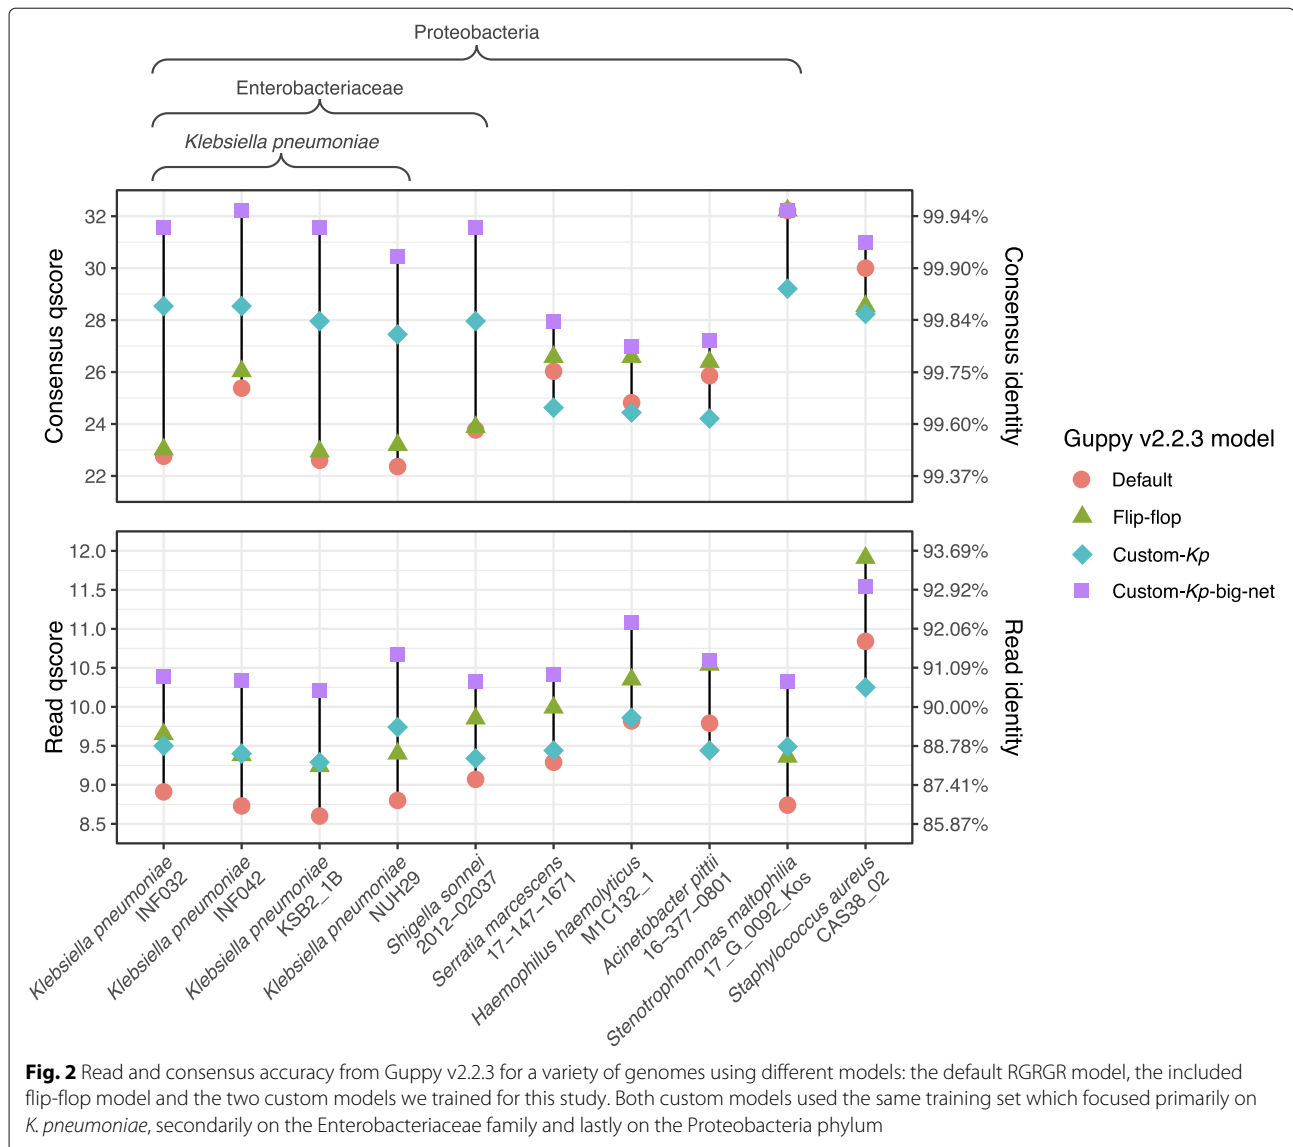 Proteobacteria
Enterobacteriaceae
Klebsiella pneumoniae
Consensus qscore
32
30
28
26
24
22
99.94%
99.90%
99.84%
99.75%
99.60%
99.37%
Consensus identity
Read qscore
12.0
11.5
11.0
10.5
10.0
9.5
9.0
8.5
93.69%
92.92%
92.06%
91.09%
90.00%
88.78%
87.41%
85.87%
Read identity
Guppy v2.2.3 model
Default
Flip-flop
Custom-Kp
Custom-Kp-big-net
Klebsiella pneumoniae
INF032
Klebsiella pneumoniae
INF042
Klebsiella pneumoniae
KSB2_1B
Klebsiella pneumoniae
NUH29
Shigella sonnei
2012–02037
Serratia marcescens
17–147–1671
Haemophilus haemolyticus
M1C132_1
Acinetobacter pittii
16–377–0801
Stenotrophomonas maltophilia
17_G_0092_Kos
Staphylococcus aureus
CAS38_02
Fig. 2 Read and consensus accuracy from Guppy v2.2.3 for a variety of genomes using different models: the default RGRGR model, the included
flip-flop model and the two custom models we trained for this study. Both custom models used the same training set which focused primarily on
K. pneumoniae, secondarily on the Enterobacteriaceae family and lastly on the Proteobacteria phylum